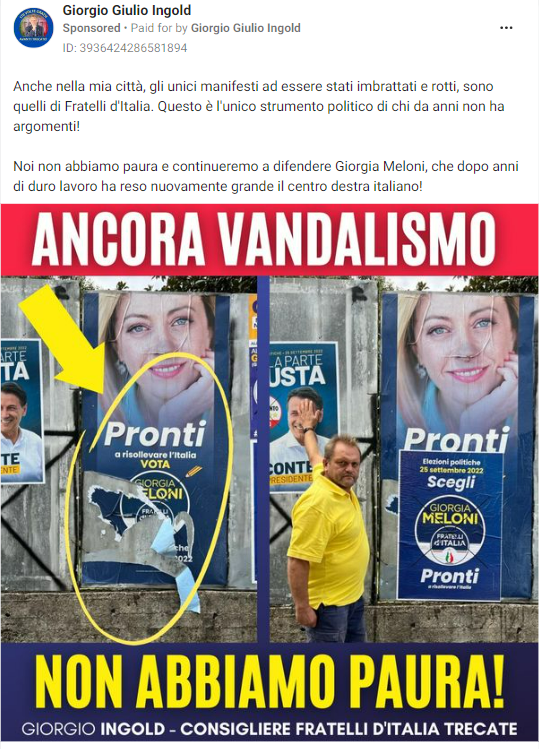 Giorgio Giulio Ingold
Sponsored • Paid for by Giorgio Giulio Ingold
ID: 3936424286581894
Anche nella mia città, gli unici manifesti ad essere stati imbrattati e rotti, sono
quelli di Fratelli d'Italia. Questo è l'unico strumento politico di chi da anni non ha
argomenti!
Noi non abbiamo paura e continueremo a difendere Giorgia Meloni, che dopo anni
di duro lavoro ha reso nuovamente grande il centro destra italiano!
ANCORA VANDALISMO
PARTE
STA
NTE
Pronti
a risollevare l'Italia
VOTA
GIORGIA
MELONI
2022
LA PARTE
USTA
CONTE
PRESIDENTE
Pronti
Elezioni politiche
25 settembre 2022
Scegli
GIORGIA
MELONI
FRATELLI
D'ITALIA
Pronti
a risollevare l'Italia
NON ABBIAMO PAURA!
GIORGIO INGOLD - CONSIGLIERE FRATELLI D'ITALIA TRECATE